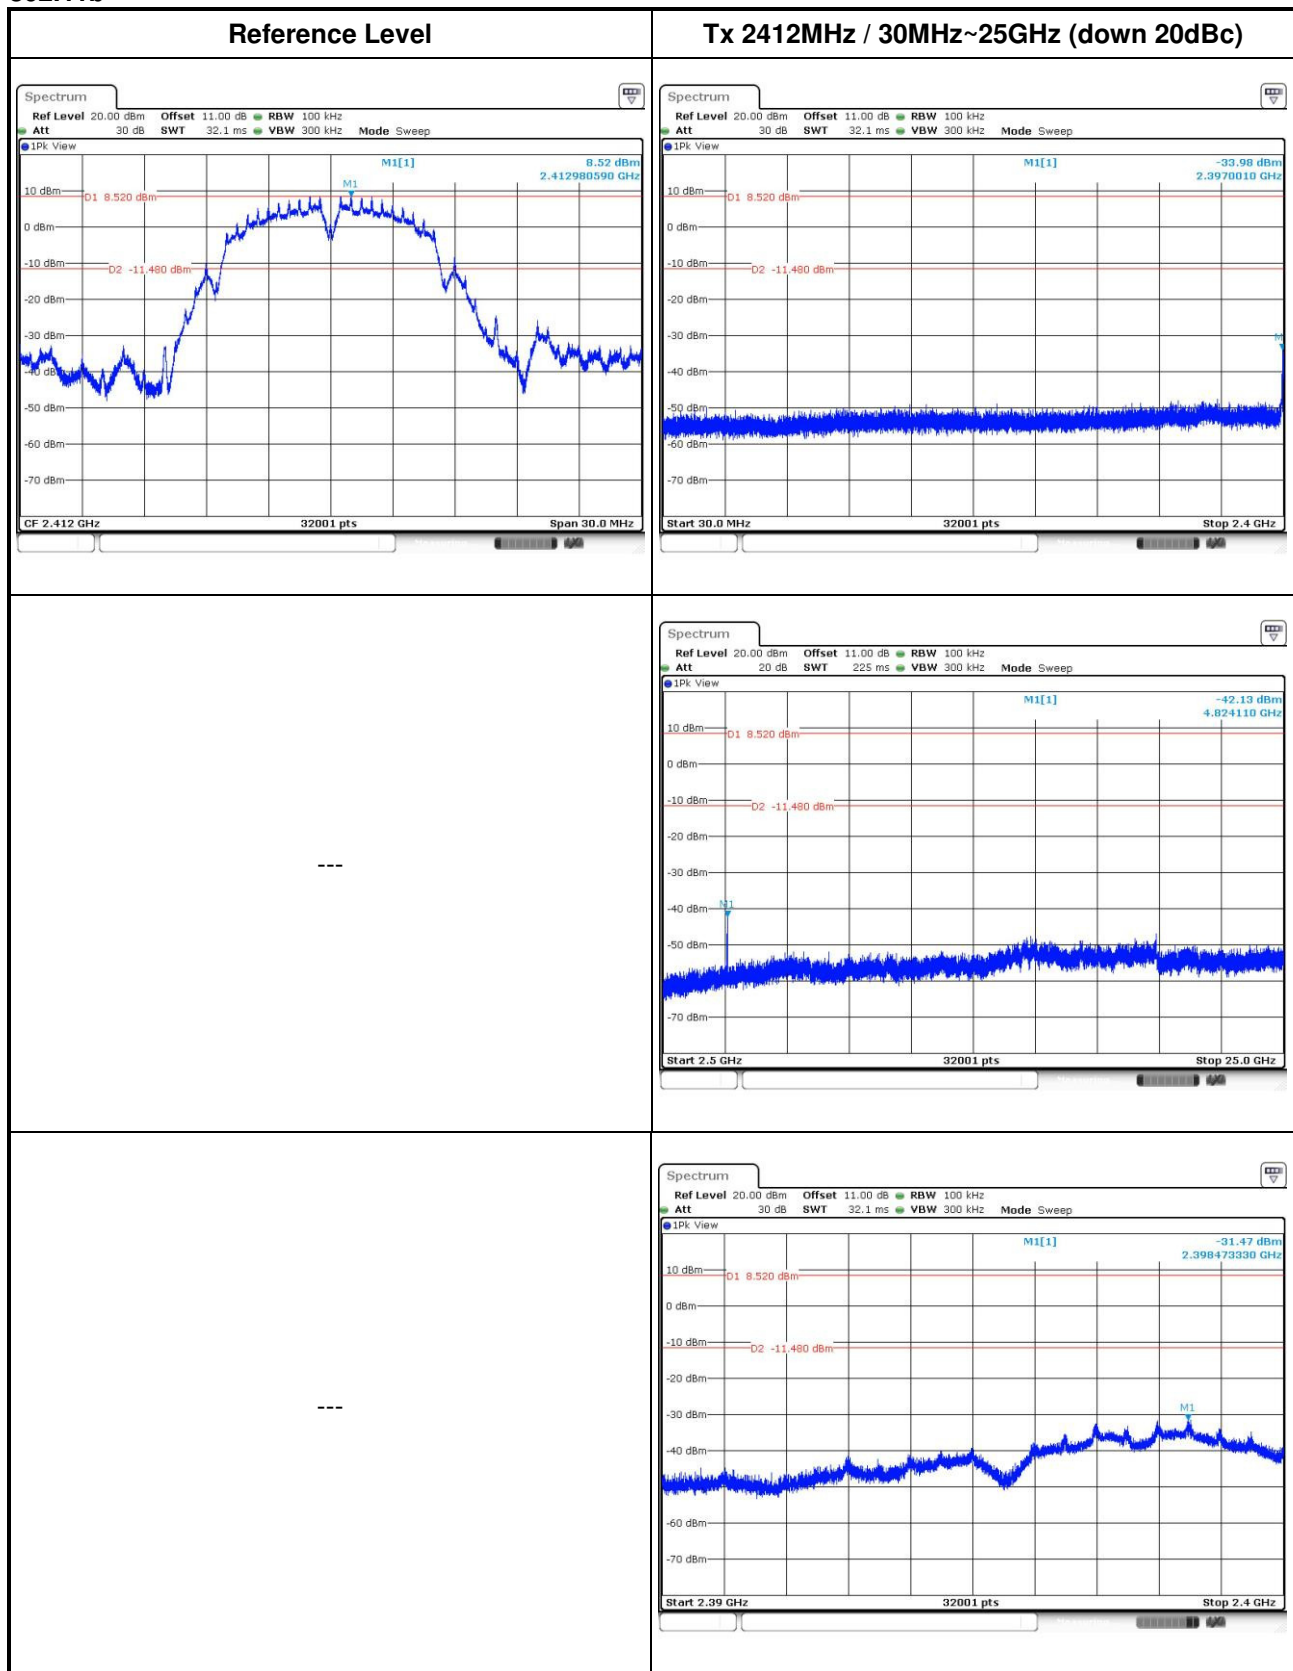 Reference Level
Tx 2412MHz / 30MHz~25GHz (down 20dBc)
Spectrum
Ref Level 20.00 dBm Offset 11.00 dB RBW 100 kHz
Att 30 dB SWT 32.1 ms VBW 300 kHz Mode Sweep
1Pk View
M1[1] 8.52 dBm
2.412980590 GHz
M1
10 dBm
D1 8.520 dBm
0 dBm
-10 dBm
D2 -11.480 dBm
-20 dBm
-30 dBm
-40 dBm
-50 dBm
-60 dBm
-70 dBm
CF 2.412 GHz 32001 pts Span 30.0 MHz
Spectrum
Ref Level 20.00 dBm Offset 11.00 dB RBW 100 kHz
Att 30 dB SWT 32.1 ms VBW 300 kHz Mode Sweep
1Pk View
M1[1] -33.98 dBm
2.3970010 GHz
10 dBm
D1 8.520 dBm
0 dBm
-10 dBm
D2 -11.480 dBm
-20 dBm
-30 dBm
-40 dBm
-50 dBm
-60 dBm
-70 dBm
Start 30.0 MHz 32001 pts Stop 2.4 GHz
---
Spectrum
Ref Level 20.00 dBm Offset 11.00 dB RBW 100 kHz
Att 20 dB SWT 225 ms VBW 300 kHz Mode Sweep
1Pk View
M1[1] -42.13 dBm
4.824110 GHz
10 dBm
D1 8.520 dBm
0 dBm
-10 dBm
D2 -11.480 dBm
-20 dBm
-30 dBm
-40 dBm
M1
-50 dBm
-70 dBm
Start 2.5 GHz 32001 pts Stop 25.0 GHz
---
Spectrum
Ref Level 20.00 dBm Offset 11.00 dB RBW 100 kHz
Att 30 dB SWT 32.1 ms VBW 300 kHz Mode Sweep
1Pk View
M1[1] -31.47 dBm
2.398473330 GHz
10 dBm
D1 8.520 dBm
0 dBm
-10 dBm
D2 -11.480 dBm
-20 dBm
-30 dBm
M1
-40 dBm
-60 dBm
-70 dBm
Start 2.39 GHz 32001 pts Stop 2.4 GHz